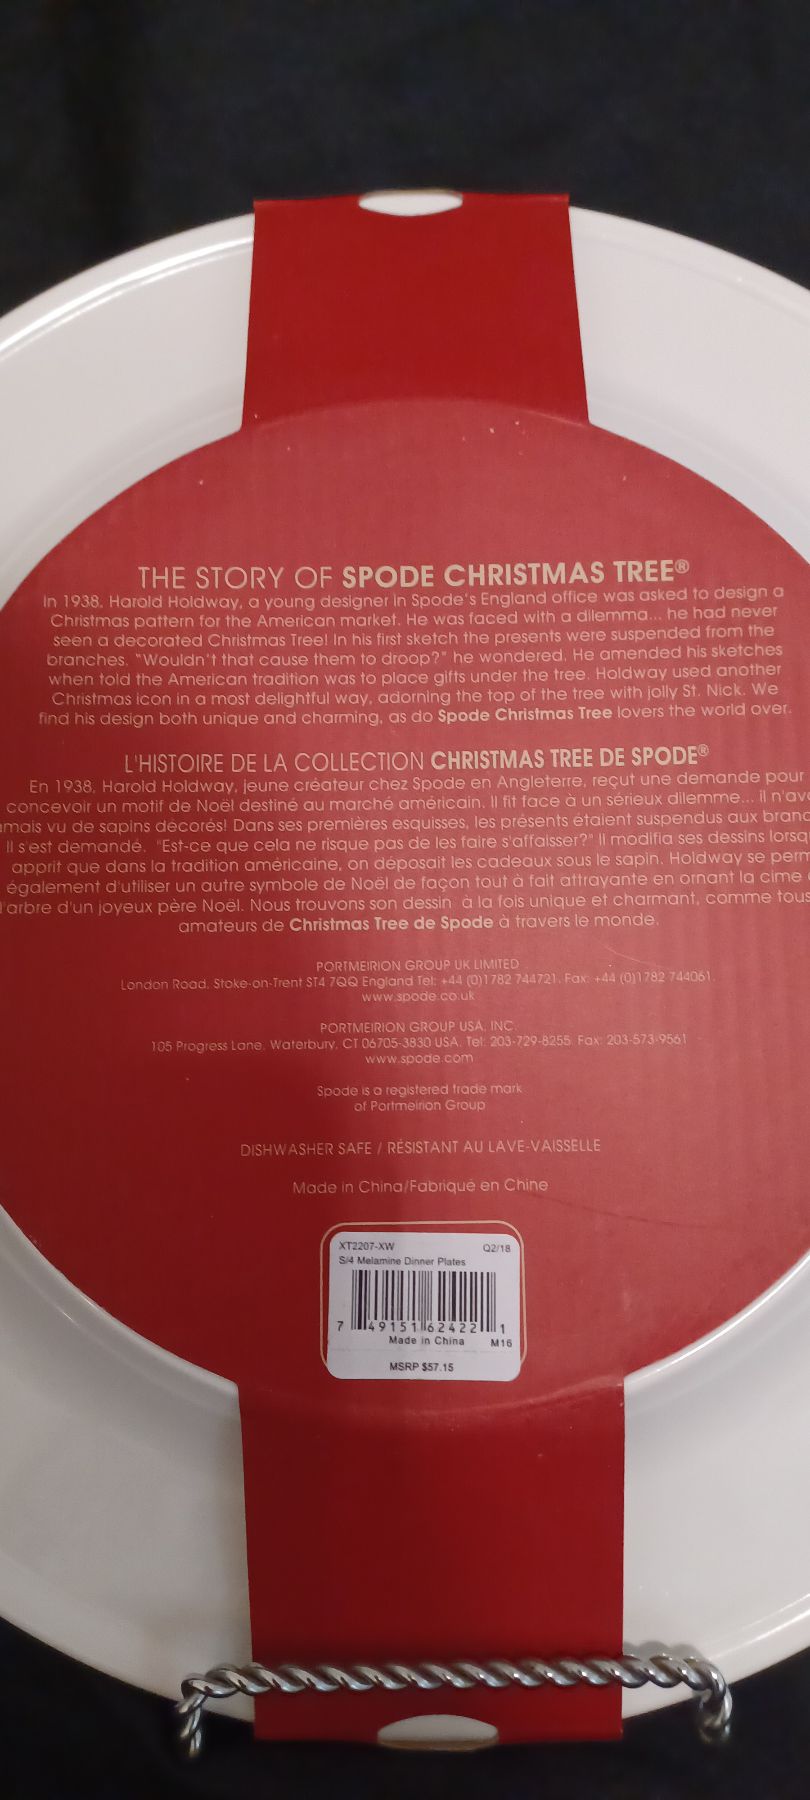 THE STORY OF SPODE CHRISTMAS TREE®
In 1938, Harold Holdway, a young designer in Spode's England office was asked to design a
Christmas pattern for the American market. He was faced with a dilemma... he had never
seen a decorated Christmas Tree! In his first sketch the presents were suspended from the
branches. "Wouldn't that cause them to droop?" he wondered. He amended his sketches
when told the American tradition was to place gifts under the tree. Holdway used another
Christmas icon in a most delightful way, adorning the top of the tree with jolly St. Nick. We
find his design both unique and charming, as do Spode Christmas Tree lovers the world over.
L'HISTOIRE DE LA COLLECTION CHRISTMAS TREE DE SPODE®
En 1938, Harold Holdway, jeune créateur chez Spode en Angleterre, reçut une demande pour
concevoir un motif de Noël destiné au marché américain. Il fit face à un sérieux dilemme... il n'av
mais vu de sapins décorés! Dans ses premières esquisses, les présents étaient suspendus aux branc
Il s'est demandé. "Est-ce que cela ne risque pas de les faire s'affaisser?" Il modifia ses dessins lorsq
apprit que dans la tradition américaine, on déposait les cadeaux sous le sapin. Holdway se perm
également d'utiliser un autre symbole de Noël de façon tout à fait attrayante en ornant la cime
l'arbre d'un joyeux père Noël. Nous trouvons son dessin à la fois unique et charmant, comme tous
amateurs de Christmas Tree de Spode à travers le monde.
PORTMEIRION GROUP UK LIMITED
London Road, Stoke-on-Trent ST4 7QQ England Tel: +44 (0)1782 744721. Fax: +44 (0)1782 744061.
www.spode.co.uk
PORTMEIRION GROUP USA, INC.
105 Progress Lane, Waterbury, CT 06705-3830 USA. Tel: 203-729-8255. Fax: 203-573-9561
www.spode.com
Spode is a registered trade mark
of Portmeirion Group
DISHWASHER SAFE / RÉSISTANT AU LAVE-VAISSELLE
Made in China/Fabriqué en Chine
XT2207-XW Q2/18
S/4 Melamine Dinner Plates
7 49151 62422 1
Made in China M16
MSRP $57.15